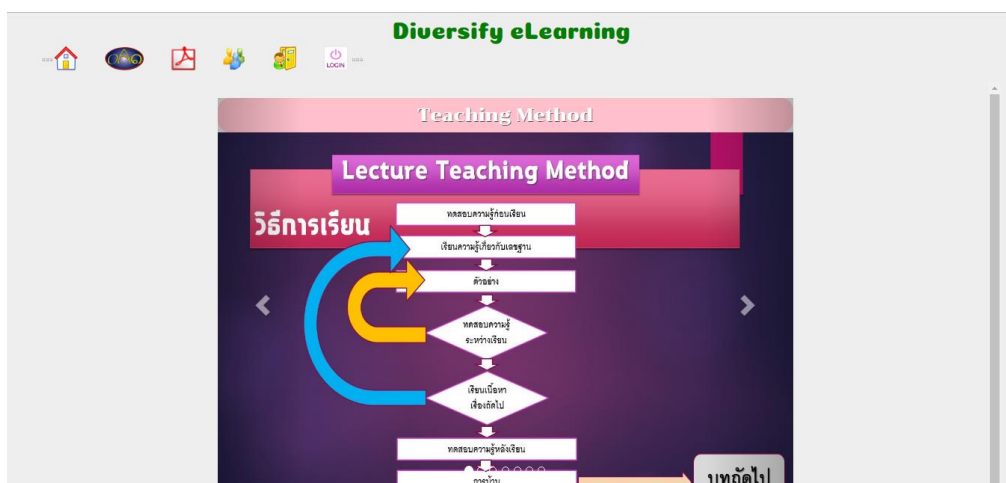 Diversify eLearning
LOGIN
Teaching Method
Lecture Teaching Method
วิธีการเรียน
ทดสอบความรู้ก่อนเรียน
เรียนความรู้เกี่ยวกับเลขฐาน
ตัวอย่าง
ทดสอบความรู้
ระหว่างเรียน
เรียนเนื้อหา
เรื่องถัดไป
ทดสอบความรู้หลังเรียน
การบ้าน
บทถัดไป